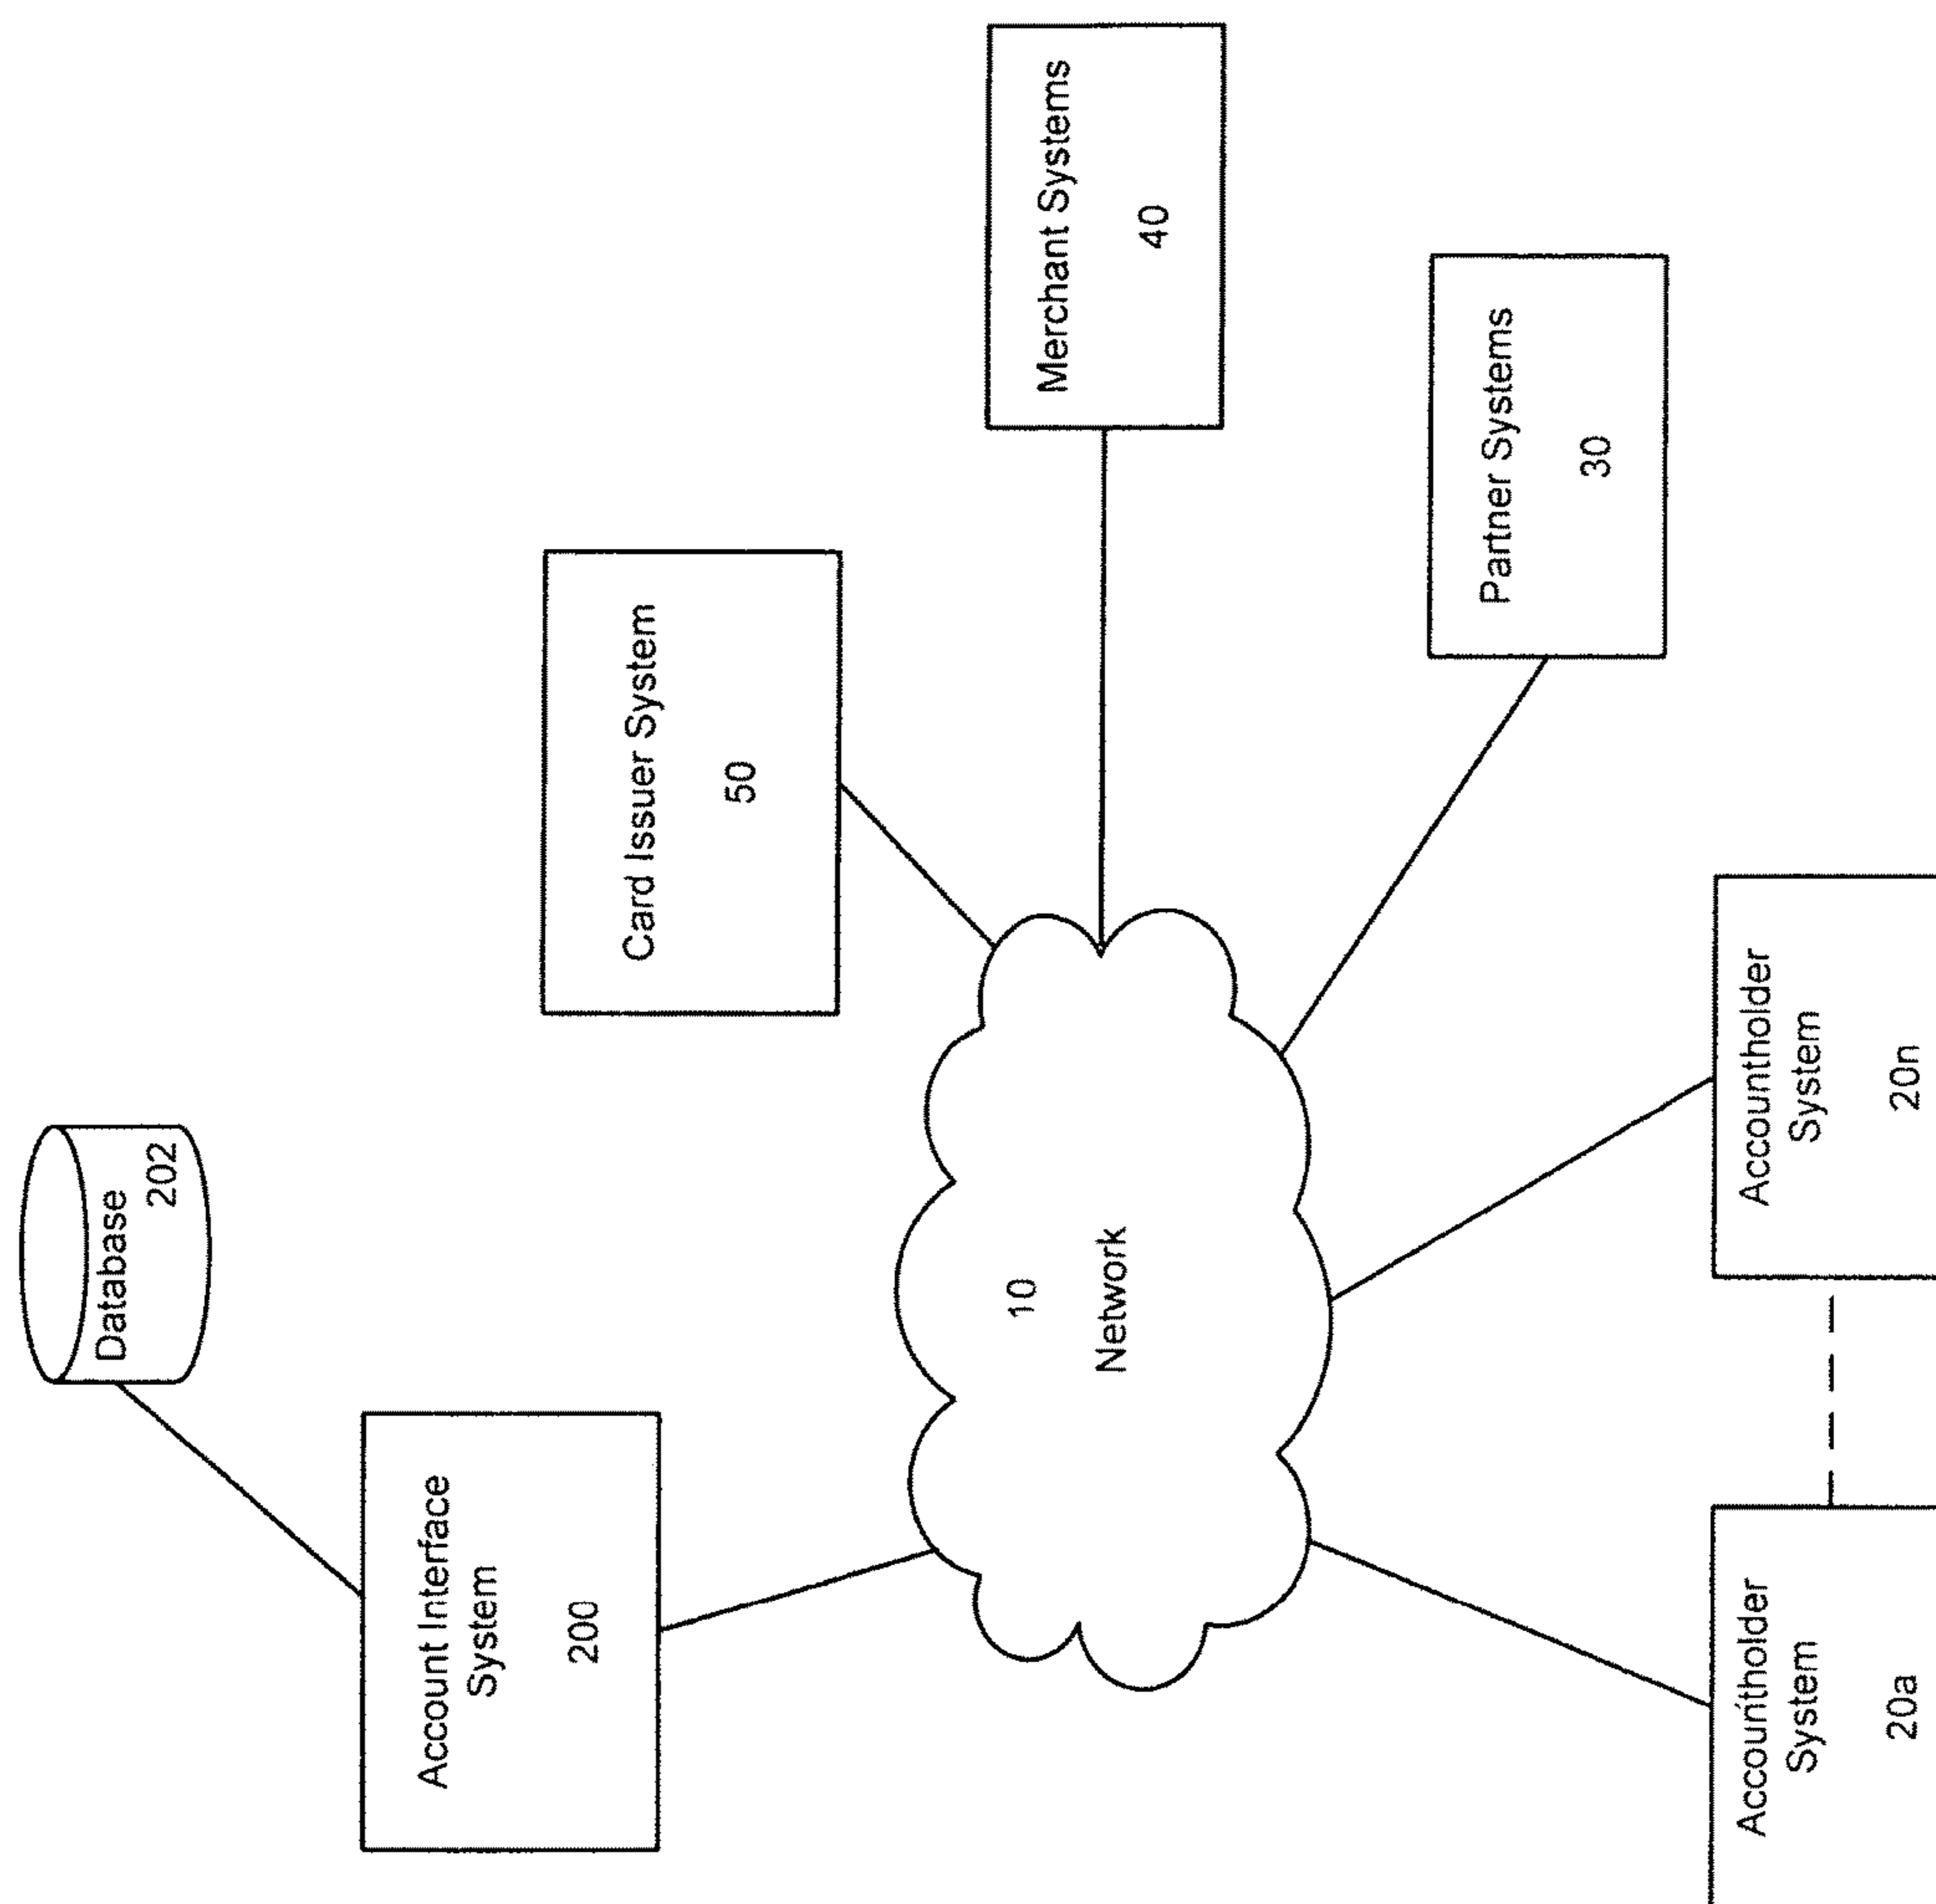 Database
202
Account Interface
System
200
Card Issuer System
50
Merchant Systems
40
10
Network
Partner Systems
30
Accountholder
System
20a
Accountholder
System
20n